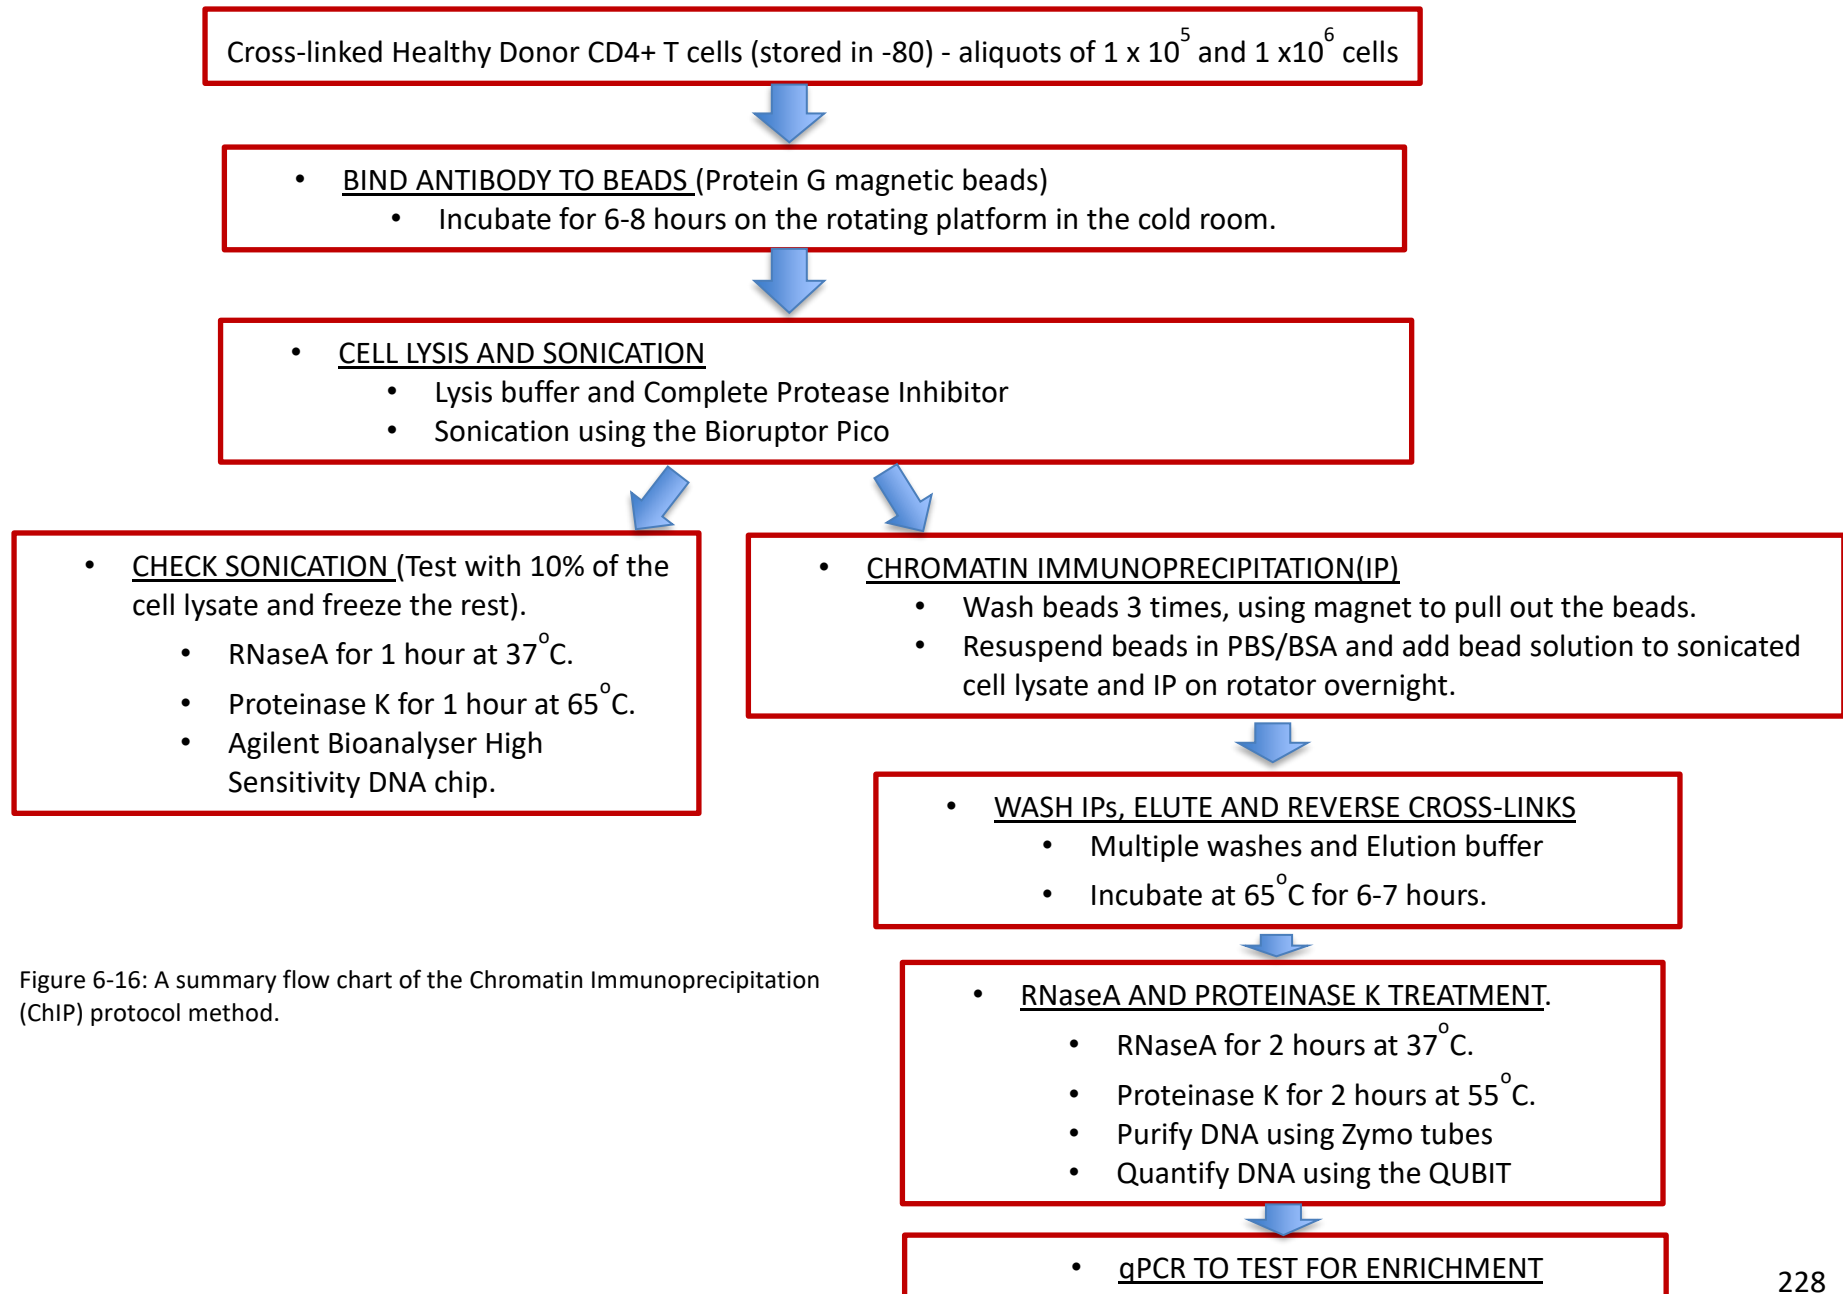 Cross-linked Healthy Donor CD4+ T cells (stored in -80) - aliquots of 1 x 10⁵ and 1 x10⁶ cells
• BIND ANTIBODY TO BEADS (Protein G magnetic beads)
• Incubate for 6-8 hours on the rotating platform in the cold room.
• CELL LYSIS AND SONICATION
• Lysis buffer and Complete Protease Inhibitor
• Sonication using the Bioruptor Pico
• CHECK SONICATION (Test with 10% of the
cell lysate and freeze the rest).
• RNaseA for 1 hour at 37°C.
• Proteinase K for 1 hour at 65°C.
• Agilent Bioanalyser High
Sensitivity DNA chip.
• CHROMATIN IMMUNOPRECIPITATION(IP)
• Wash beads 3 times, using magnet to pull out the beads.
• Resuspend beads in PBS/BSA and add bead solution to sonicated
cell lysate and IP on rotator overnight.
• WASH IPs, ELUTE AND REVERSE CROSS-LINKS
• Multiple washes and Elution buffer
• Incubate at 65°C for 6-7 hours.
• RNaseA AND PROTEINASE K TREATMENT.
• RNaseA for 2 hours at 37°C.
• Proteinase K for 2 hours at 55°C.
• Purify DNA using Zymo tubes
• Quantify DNA using the QUBIT
• qPCR TO TEST FOR ENRICHMENT
Figure 6-16: A summary flow chart of the Chromatin Immunoprecipitation
(ChIP) protocol method.
228